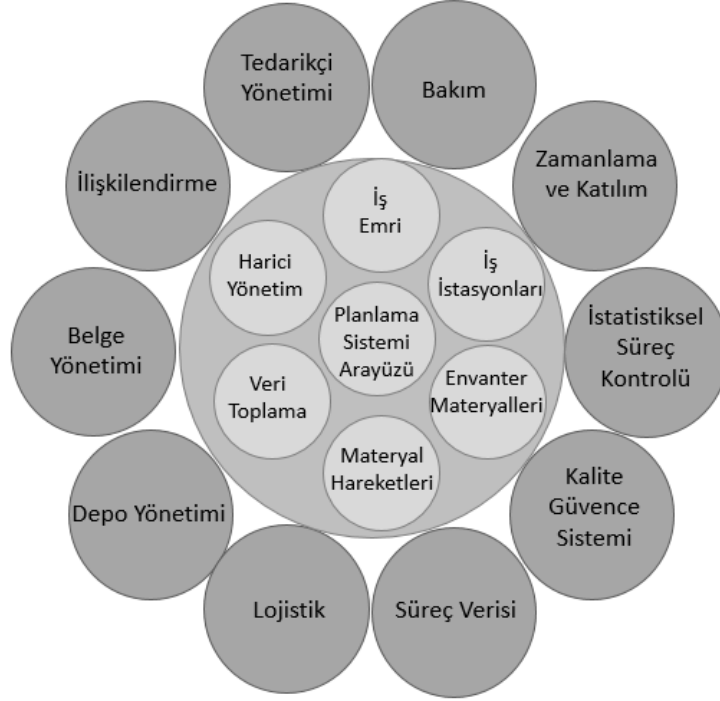 Tedarikçi
Yönetimi
Bakım
İlişkilendirme
Zamanlama
ve Katılım
İş
Emri
Harici
Yönetim
İş
İstasyonları
Planlama
Sistemi
Arayüzü
Belge
Yönetimi
İstatistiksel
Süreç
Kontrolü
Veri
Toplama
Envanter
Materyalleri
Materyal
Hareketleri
Depo Yönetimi
Kalite
Güvence
Sistemi
Lojistik
Süreç Verisi